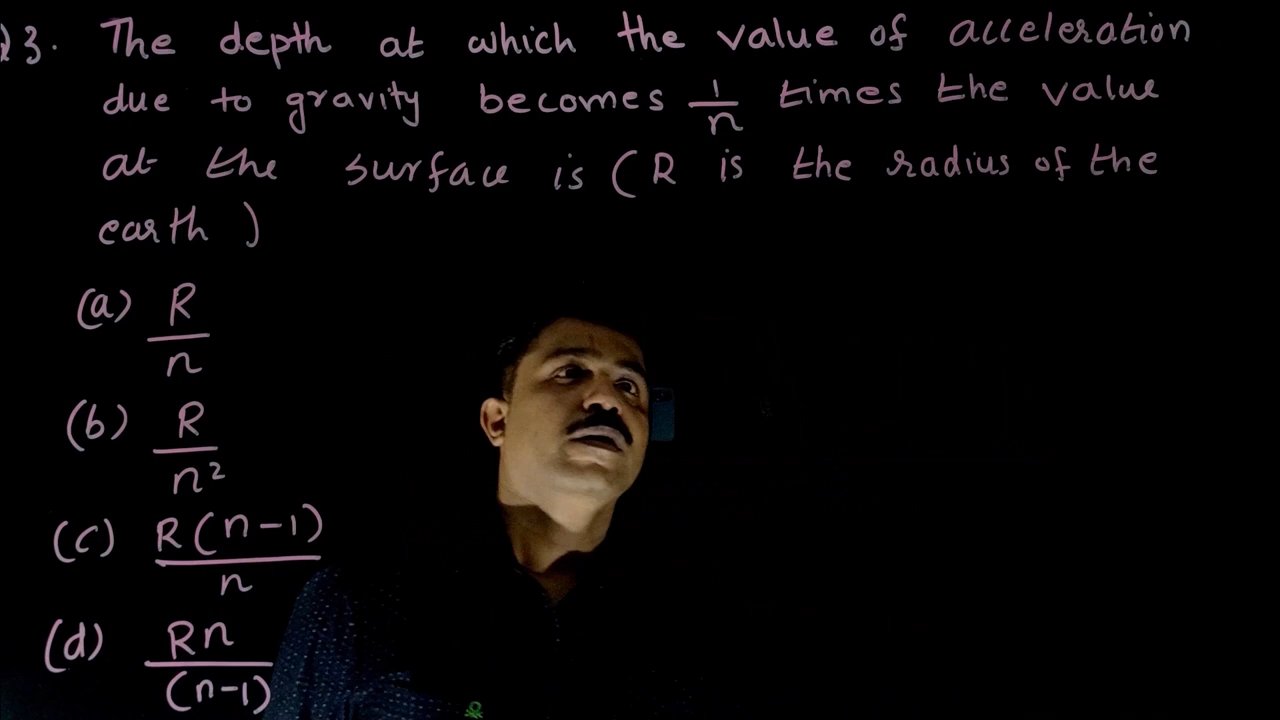 23. The depth at which the value of acceleration
due to gravity becomes 1/n times the value
at the surface is (R is the radius of the
earth)
(a) R/n
(b) R/n²
(c) R(n-1)/n
(d) Rn/(n-1)